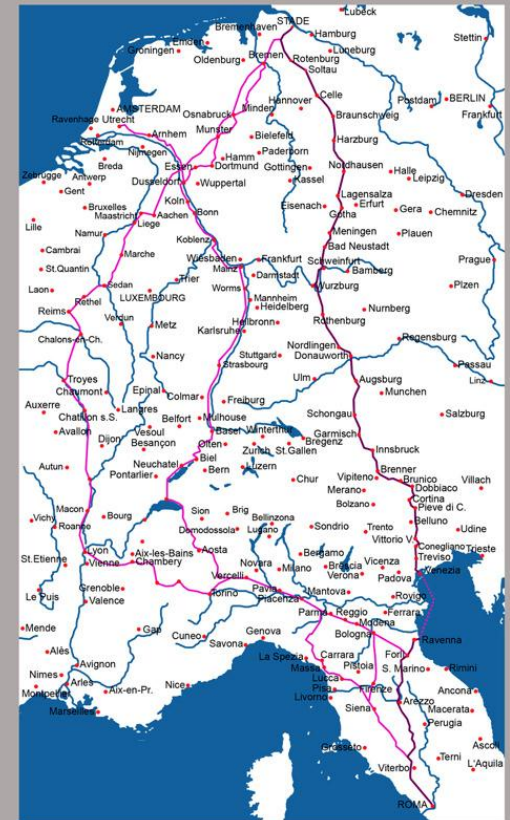 Lubeck
STADE
Bremenhaven
Emden
Hamburg
Stettin
Groningen
Bremen
Luneburg
Oldenburg
Rotenburg
Soltau
Celle
Postdam
BERLIN
Hannover
AMSTERDAM
Osnabruck
Minden
Frankfurt
Ravenhage
Utrecht
Braunschweig
Munster
Rotterdam
Arnhem
Bielefeld
Harzburg
Nijmegen
Paderborn
Breda
Hamm
Essen
Dortmund
Gottingen
Nordhausen
Halle
Leipzig
Zebrugge
Antwerp
Gent
Dusseldorf
Wuppertal
Kassel
Lagensalza
Dresden
Koln
Bruxelles
Maastricht
Aachen
Bonn
Eisenach
Erfurt
Gotha
Gera
Chemnitz
Lille
Liege
Namur
Koblenz
Meningen
Plauen
Cambrai
Marche
Bad Neustadt
Wiesbaden
Frankfurt
Mainz
Schweinfurt
Bamberg
Prague
St.Quantin
Darmstad
Laon
Sedan
Trier
Worms
Wurzburg
Plzen
Rethel
LUXEMBOURG
Mannheim
Reims
Heidelberg
Nurnberg
Verdun
Metz
Heilbronn
Rothenburg
Chalons-en-Ch.
Karlsruhe
Regensburg
Nancy
Stuttgard
Nordlingen
Donauworth
Strasbourg
Passau
Troyes
Ulm
Augsburg
Linz
Chaumont
Epinal
Colmar
Munchen
Auxerre
Langres
Freiburg
Chatillon s.S.
Belfort
Mulhouse
Schongau
Salzburg
Avallon
Vesoul
Basel
Winterthur
Garmisch
Dijon
Besançon
Olten
Zurich
St.Gallen
Bregenz
Innsbruck
Autun
Neuchatel
Biel
Pontarlier
Bern
Luzern
Brenner
Chur
Vipiteno
Brunico
Villach
Merano
Dobbiaco
Macon
Cortina
Sion
Brig
Bolzano
Pieve di C.
Vichy
Bourg
Bellinzona
Roanne
Domodossola
Lugano
Sondrio
Trento
Belluno
Udine
Vittorio V.
Lyon
Aosta
Conegliano
Aix-les-Bains
Bergamo
Trieste
St.Etienne
Vienne
Chambery
Novara
Milano
Brescia
Vicenza
Treviso
Verona
Padova
Venezia
Vercelli
Le Puis
Grenoble
Pavia
Mantova
Valence
Torino
Piacenza
Rovigo
Parma
Reggio
Ferrara
Mende
Gap
Cuneo
Modena
Genova
Bologna
Savona
Ravenna
Alès
La Spezia
Carrara
Forli
Avignon
Massa
Pistoia
S. Marino
Rimini
Nimes
Lucca
Arles
Nice
Pisa
Firenze
Ancona
Montpellier
Aix-en-Pr.
Livorno
Arezzo
Siena
Macerata
Marseilles
Perugia
Grosseto
Ascoli
Terni
Viterbo
L'Aquila
ROMA